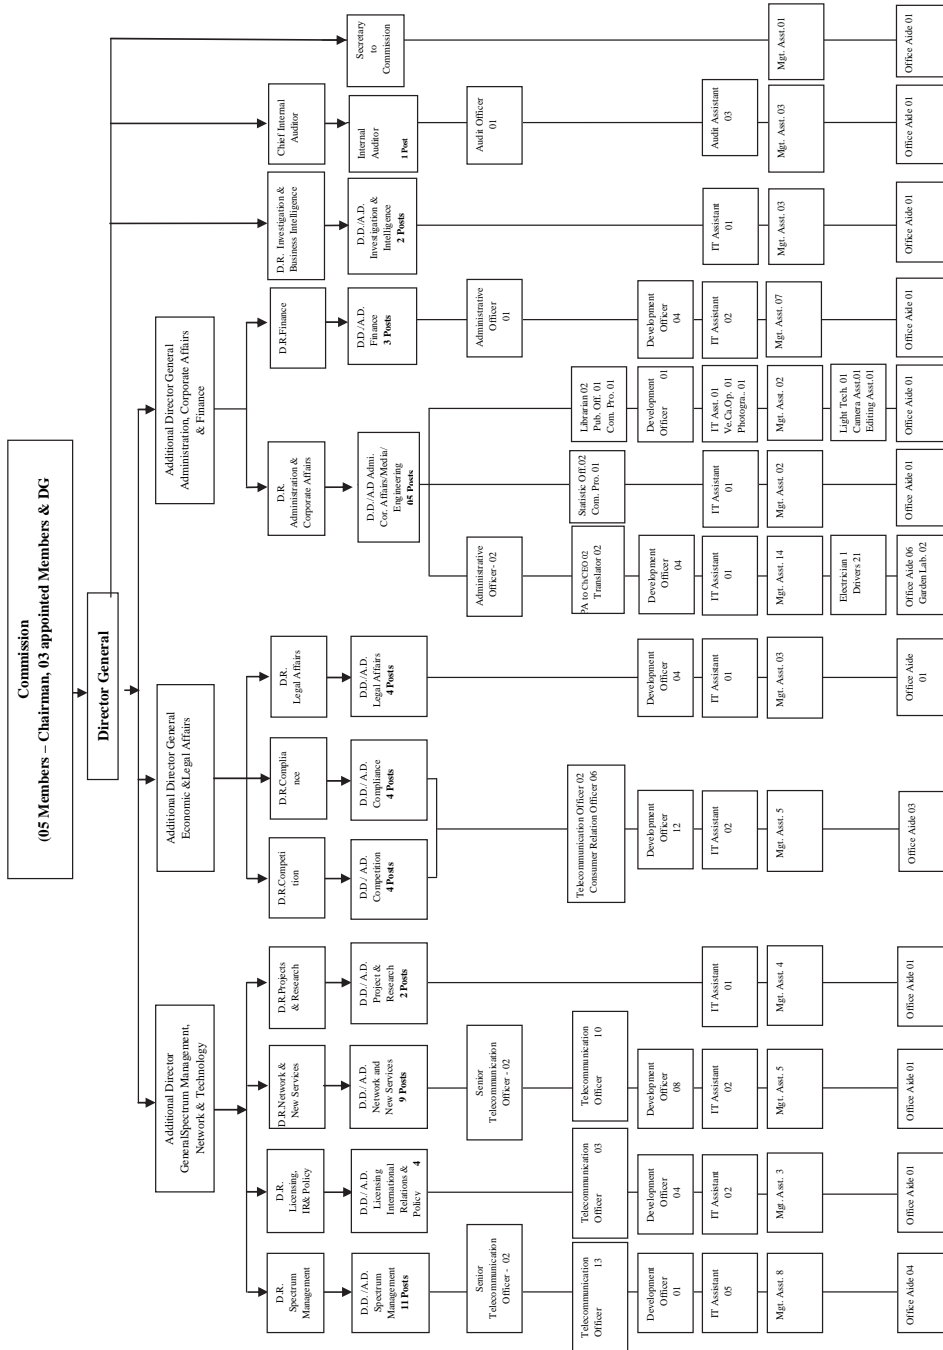 Commission
(05 Members – Chairman, 03 appointed Members & DG
Director General
Additional Director
GeneralSpectrum Management,
Network & Technology
Additional Director General
Economic &Legal Affairs
Additional Director General
Administration, Corporate Affairs
& Finance
D.R.
Spectrum
Management
D.R.
Licensing,
IR& Policy
D.R.Network &
New Services
D.R.Projects
& Research
D.R.Competi
tion
D.R.Complia
nce
D.R.
Legal Affairs
D.R.
Administration &
Corporate Affairs
D.R.Finance
D.R. Investigation &
Business Intelligence
Chief Internal
Auditor
D.D. /A.D.
Spectrum
Management
11 Posts
D.D./ A.D.
Licensing
International
Relations &
Policy 4
D.D./ A.D.
Network and
New Services
9 Posts
D.D./ A.D.
Project &
Research
2 Posts
D.D./ A.D.
Competition
4 Posts
D.D./ A.D.
Compliance
4 Posts
D.D./A.D.
Legal Affairs
4 Posts
D.D./A.D Admi.
Cor. Affairs/Media/
Engineering
05 Posts
D.D./A.D.
Finance
3 Posts
D.D./A.D.
Investigation &
Intelligence
2 Posts
Internal
Auditor
1 Post
Secretary
to
Commission
Senior
Telecommunication
Officer - 02
Senior
Telecommunication
Officer - 02
Administrative
Officer- 02
Administrative
Officer
01
Audit Officer
01
Telecommunication
Officer 13
Telecommunication
Officer 03
Telecommunication
Officer 10
Telecommunication Officer 02
Consumer Relation Officer 06
PA to Ch/CEO 02
Translator 02
Statistic Off.02
Com. Pro. 01
Librarian 02
Pub. Off. 01
Com. Pro. 01
Development
Officer
01
Development
Officer
04
Development
Officer
08
Development
Officer
12
Development
Officer
04
Development
Officer
04
Development
Officer 01
Development
Officer
04
IT Assistant
05
IT Assistant
02
IT Assistant
02
IT Assistant
01
IT Assistant
02
IT Assistant
01
IT Assistant
01
IT Assistant
01
IT Asst. 01
Ve.Ca.Op. 01
Photogra.. 01
IT Assistant
02
IT Assistant
01
Audit Assistant
03
Mgt. Asst. 8
Mgt. Asst. 3
Mgt. Asst. 5
Mgt. Asst. 4
Mgt. Asst. 5
Mgt. Asst. 03
Mgt. Asst. 14
Mgt. Asst. 02
Mgt. Asst. 02
Mgt. Asst. 07
Mgt. Asst. 03
Mgt. Asst. 03
Mgt. Asst.01
Electrician 1
Drivers 21
Light Tech. 01
Camera Asst.01
Editing Asst.01
Office Aide 04
Office Aide 01
Office Aide 01
Office Aide 01
Office Aide 03
Office Aide
01
Office Aide 06
Garden Lab. 02
Office Aide 01
Office Aide 01
Office Aide 01
Office Aide 01
Office Aide 01
Office Aide 01